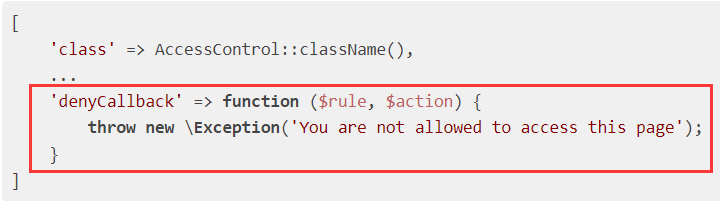 [
    'class' => AccessControl::className(),
    ...
    'denyCallback' => function ($rule, $action) {
        throw new \Exception('You are not allowed to access this page');
    }
]